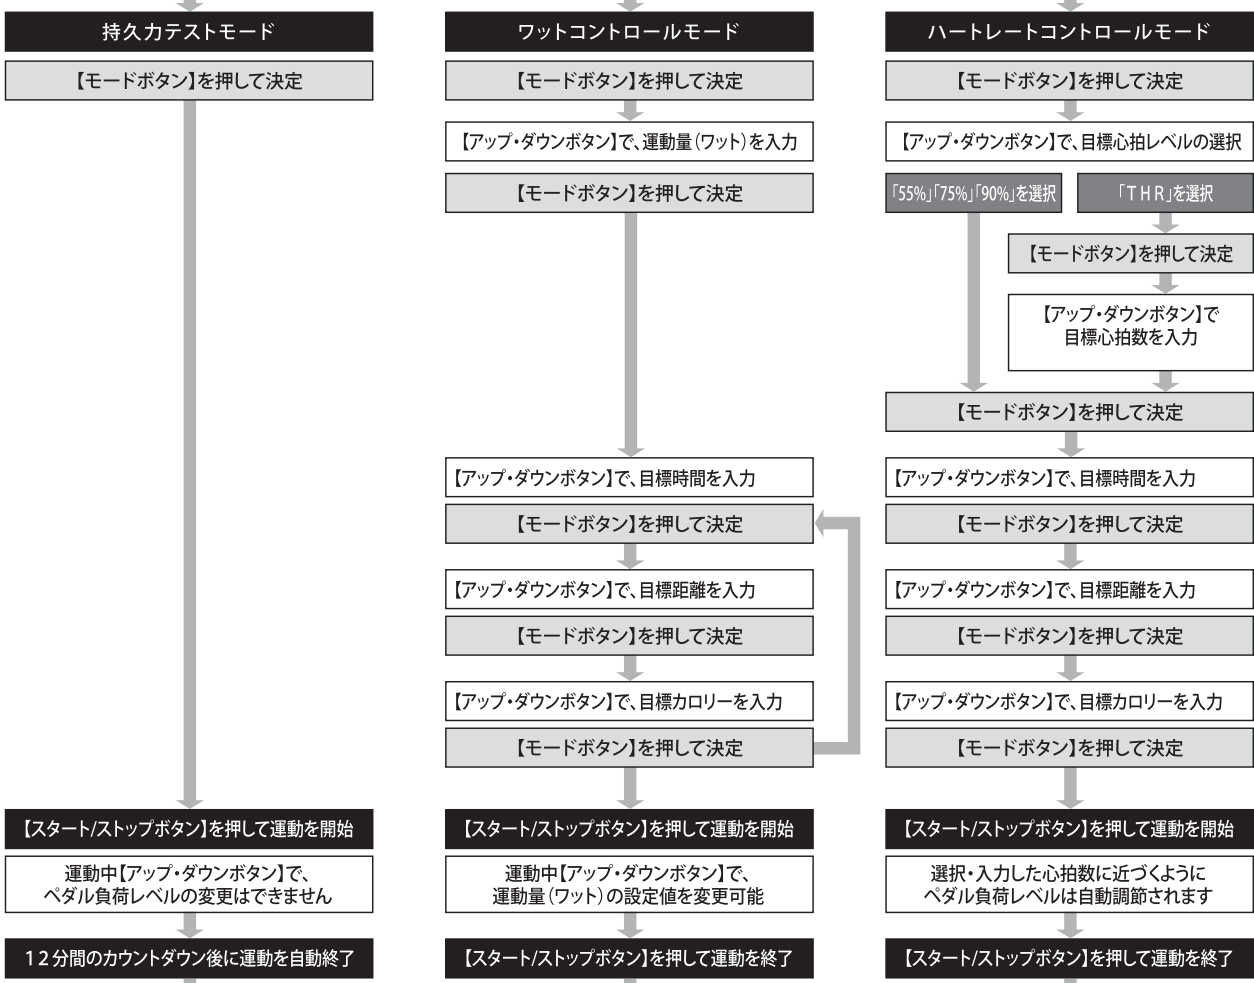 持久力テストモード
【モードボタン】を押して決定
【スタート/ストップボタン】を押して運動を開始
運動中【アップ・ダウンボタン】で、
ペダル負荷レベルの変更はできません
12分間のカウントダウン後に運動を自動終了
ワットコントロールモード
【モードボタン】を押して決定
【アップ・ダウンボタン】で、運動量(ワット)を入力
【モードボタン】を押して決定
【アップ・ダウンボタン】で、目標時間を入力
【モードボタン】を押して決定
【アップ・ダウンボタン】で、目標距離を入力
【モードボタン】を押して決定
【アップ・ダウンボタン】で、目標カロリーを入力
【モードボタン】を押して決定
【スタート/ストップボタン】を押して運動を開始
運動中【アップ・ダウンボタン】で、
運動量(ワット)の設定値を変更可能
【スタート/ストップボタン】を押して運動を終了
ハートレートコントロールモード
【モードボタン】を押して決定
【アップ・ダウンボタン】で、目標心拍レベルの選択
「55%」「75%」「90%」を選択
「THR」を選択
【モードボタン】を押して決定
【アップ・ダウンボタン】で
目標心拍数を入力
【モードボタン】を押して決定
【アップ・ダウンボタン】で、目標時間を入力
【モードボタン】を押して決定
【アップ・ダウンボタン】で、目標距離を入力
【モードボタン】を押して決定
【アップ・ダウンボタン】で、目標カロリーを入力
【モードボタン】を押して決定
【スタート/ストップボタン】を押して運動を開始
選択・入力した心拍数に近づくように
ペダル負荷レベルは自動調節されます
【スタート/ストップボタン】を押して運動を終了